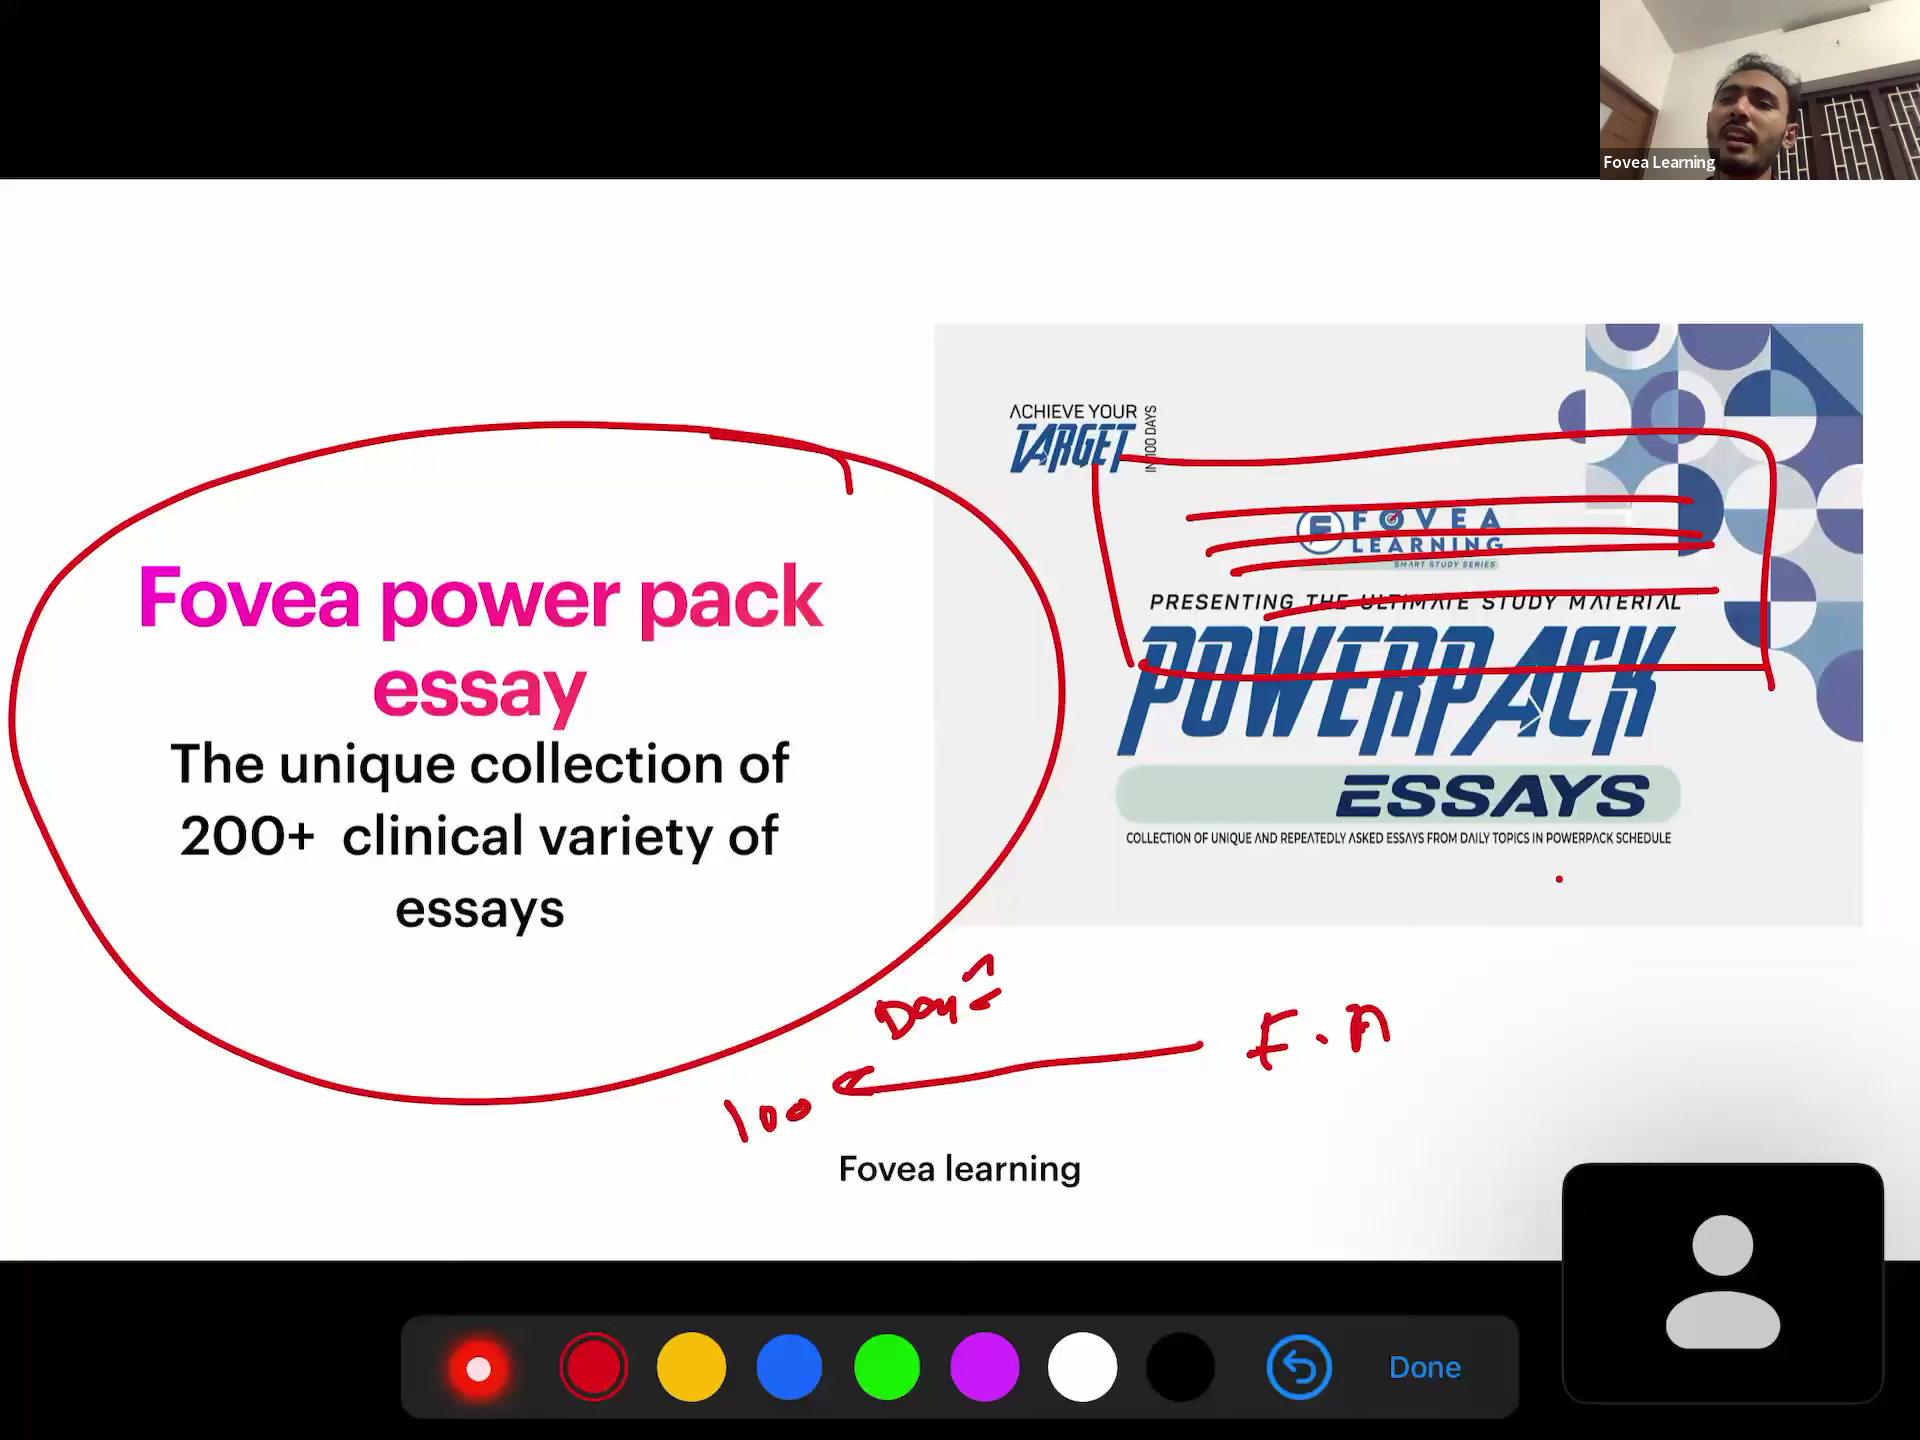 Fovea Learning
ACHIEVE YOUR
TARGET
IN 100 DAYS
FOVEA
LEARNING
SMART STUDY SERIES
PRESENTING THE ULTIMATE STUDY MATERIAL
POWERPACK
ESSAYS
COLLECTION OF UNIQUE AND REPEATEDLY ASKED ESSAYS FROM DAILY TOPICS IN POWERPACK SCHEDULE
Fovea power pack
essay
The unique collection of
200+ clinical variety of
essays
100
Fovea learning
Done